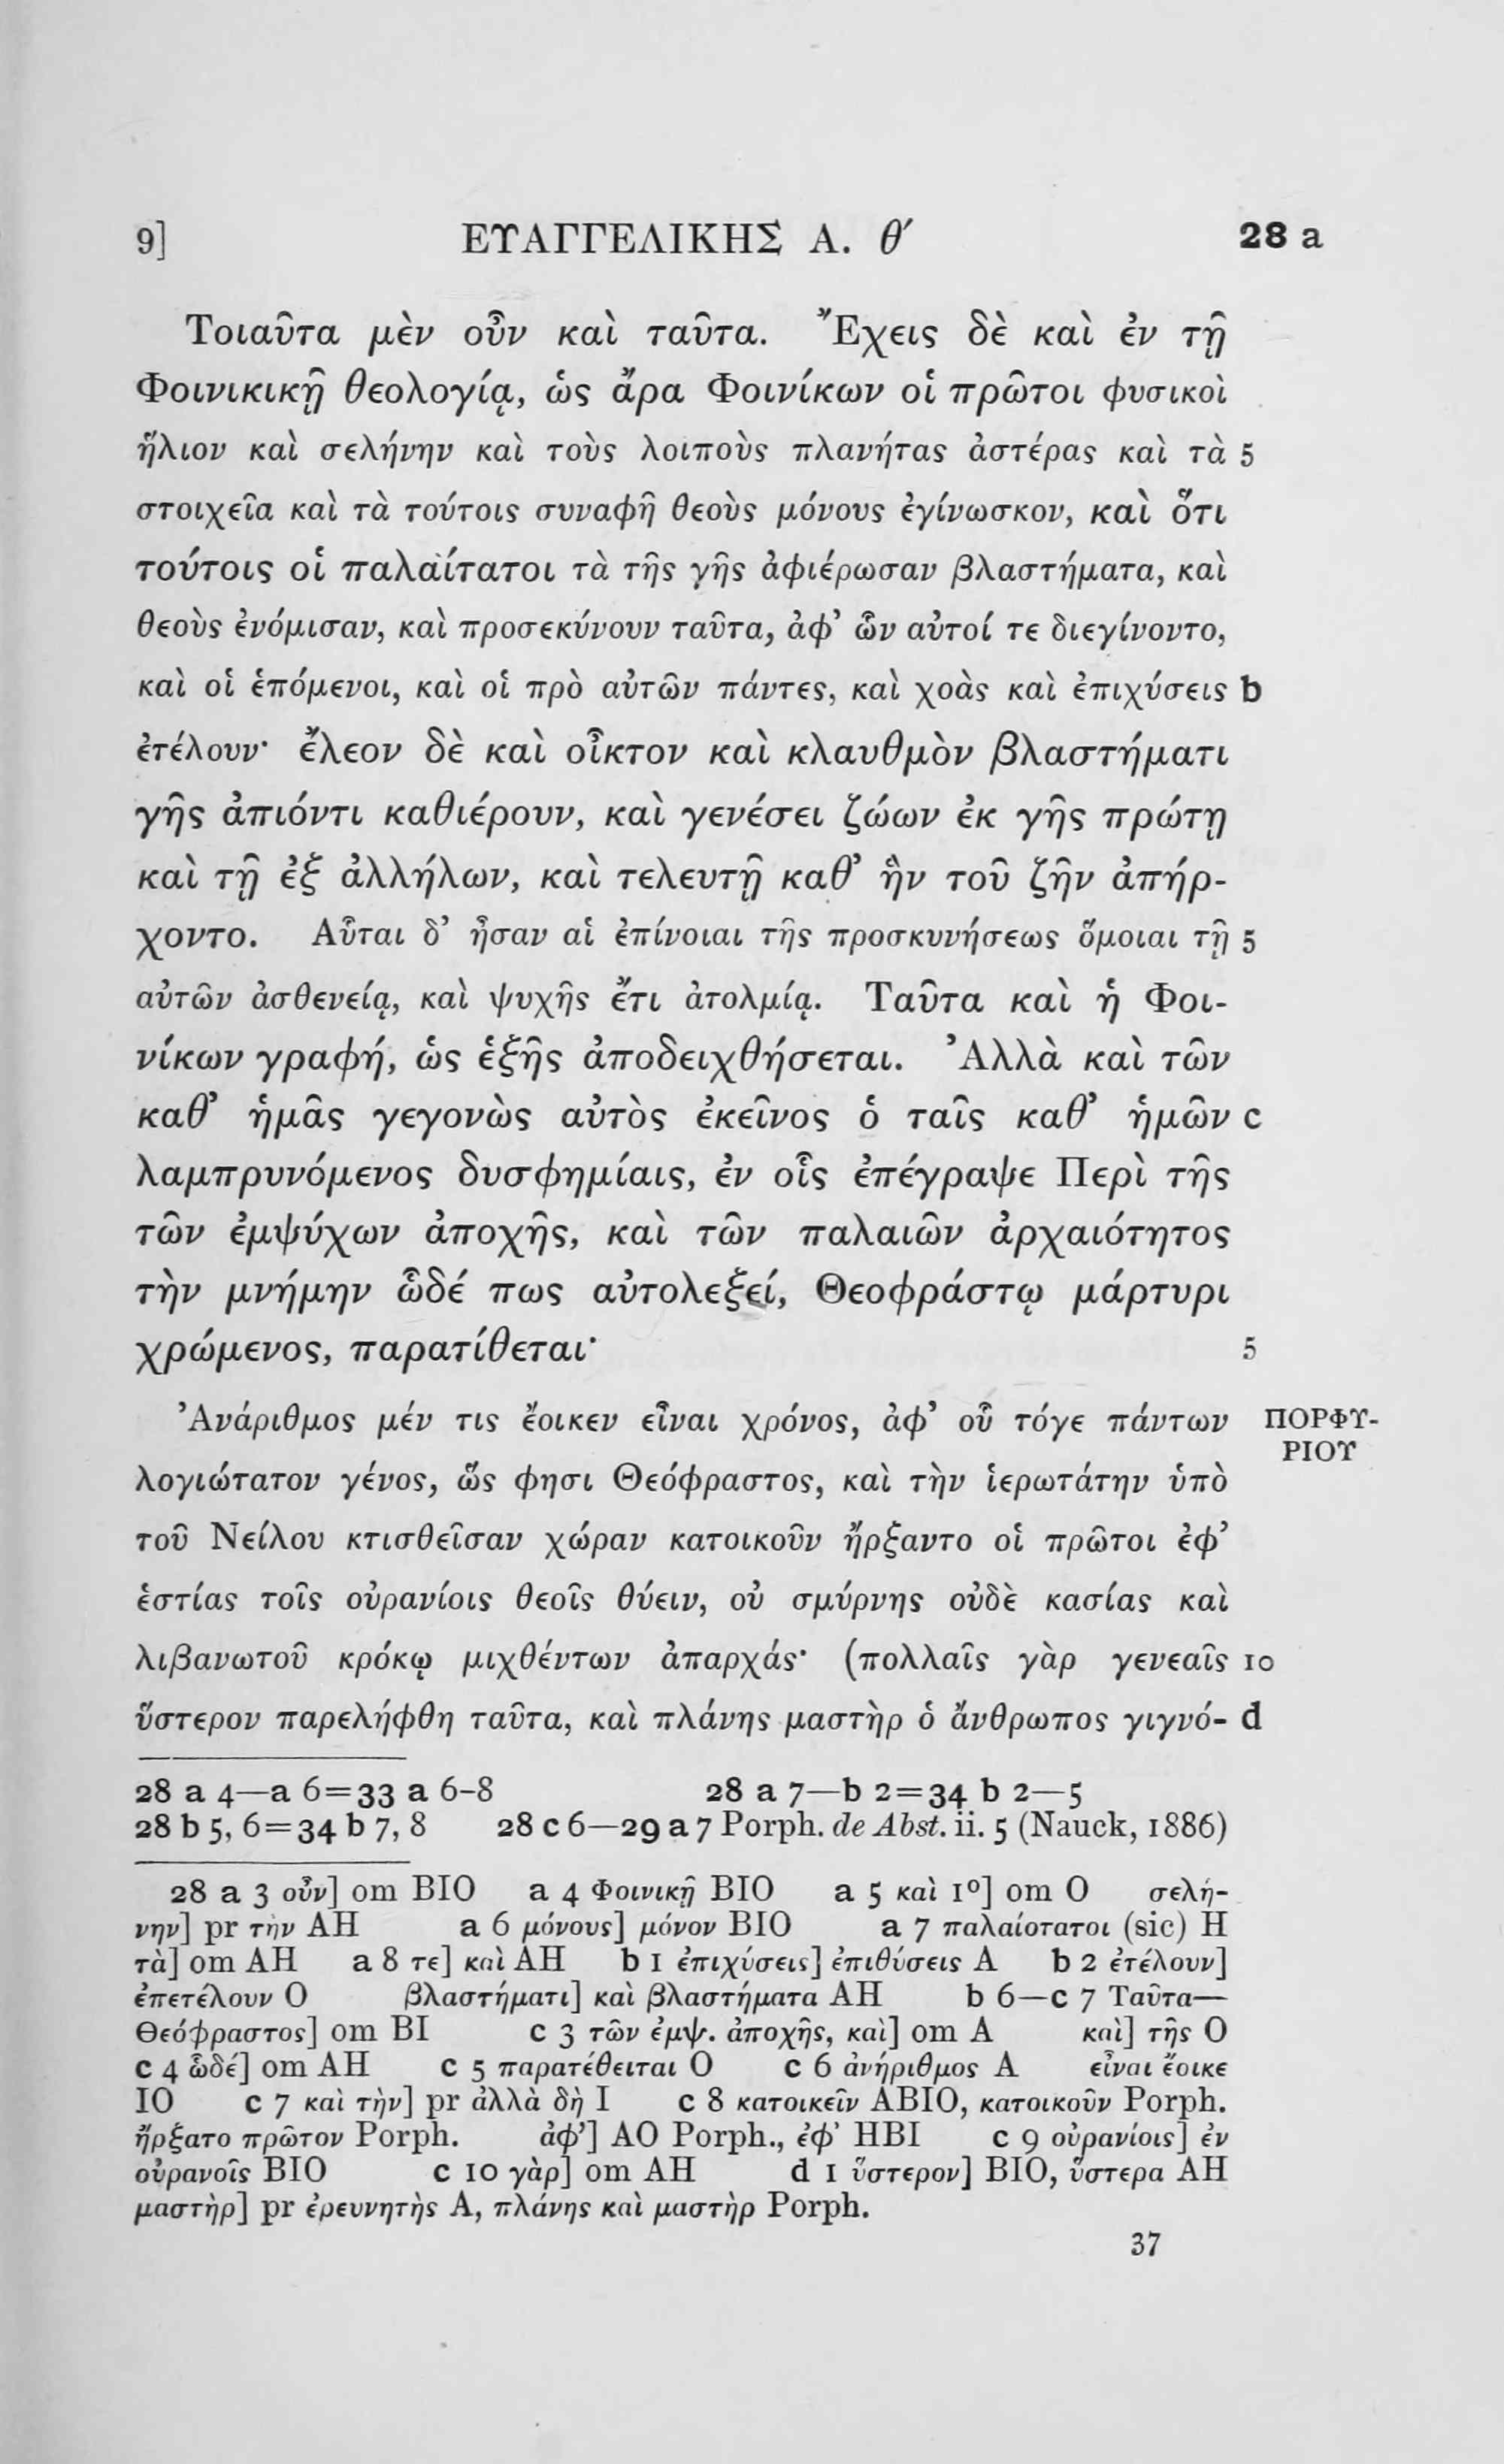 9] ΕΥΑΓΓΕΛΙΚΗΣ Α. θ′ 28 a
Τοιαῦτα μὲν οὖν καὶ ταῦτα. Ἔχεις δὲ καὶ ἐν τῇ
Φοινικικῇ θεολογίᾳ, ὡς ἄρα Φοινίκων οἱ πρῶτοι φυσικοὶ
ἥλιον καὶ σελήνην καὶ τοὺς λοιποὺς πλανήτας ἀστέρας καὶ τὰ 5
στοιχεῖα καὶ τὰ τούτοις συναφῆ θεοὺς μόνους ἐγίνωσκον, καὶ ὅτι
τούτοις οἱ παλαίτατοι τὰ τῆς γῆς ἀφιέρωσαν βλαστήματα, καὶ
θεοὺς ἐνόμισαν, καὶ προσεκύνουν ταῦτα, ἀφ’ ὧν αὐτοί τε διεγίνοντο,
καὶ οἱ ἑπόμενοι, καὶ οἱ πρὸ αὐτῶν πάντες, καὶ χοὰς καὶ ἐπιχύσεις b
ἐτέλουν· ἔλεον δὲ καὶ οἶκτον καὶ κλαυθμὸν βλαστήματι
γῆς ἀπιόντι καθιέρουν, καὶ γενέσει ζώων ἐκ γῆς πρώτῃ
καὶ τῇ ἐξ ἀλλήλων, καὶ τελευτῇ καθ’ ἣν τοῦ ζῆν ἀπήρ-
χοντο. Αὗται δ’ ἦσαν αἱ ἐπίνοιαι τῆς προσκυνήσεως ὅμοιαι τῇ 5
αὐτῶν ἀσθενείᾳ, καὶ ψυχῆς ἔτι ἀτολμίᾳ. Ταῦτα καὶ ἡ Φοι-
νίκων γραφή, ὡς ἑξῆς ἀποδειχθήσεται. Ἀλλὰ καὶ τῶν
καθ’ ἡμᾶς γεγονὼς αὐτὸς ἐκεῖνος ὁ ταῖς καθ’ ἡμῶν c
λαμπρυνόμενος δυσφημίαις, ἐν οἷς ἐπέγραψε Περὶ τῆς
τῶν ἐμψύχων ἀποχῆς, καὶ τῶν παλαιῶν ἀρχαιότητος
τὴν μνήμην ὧδέ πως αὐτολεξεί, Θεοφράστῳ μάρτυρι
χρώμενος, παρατίθεται· 5
Ἀνάριθμος μέν τις ἔοικεν εἶναι χρόνος, ἀφ’ οὗ τόγε πάντων ΠΟΡΦΥ-
ΡΙΟΥ
λογιώτατον γένος, ὥς φησι Θεόφραστος, καὶ τὴν ἱερωτάτην ὑπὸ
τοῦ Νείλου κτισθεῖσαν χώραν κατοικοῦν ἤρξαντο οἱ πρῶτοι ἐφ’
ἑστίας τοῖς οὐρανίοις θεοῖς θύειν, οὐ σμύρνης οὐδὲ κασίας καὶ
λιβανωτοῦ κρόκῳ μιχθέντων ἀπαρχάς· (πολλαῖς γὰρ γενεαῖς 10
ὕστερον παρελήφθη ταῦτα, καὶ πλάνης μαστὴρ ὁ ἄνθρωπος γιγνό- d
28 a 4—a 6=33 a 6-8 28 a 7—b 2=34 b 2—5
28 b 5, 6=34 b 7, 8 28 c 6—29 a 7 Porph. de Abst. ii. 5 (Nauck, 1886)
28 a 3 οὖν] om BIO a 4 Φοινικῇ BIO a 5 καὶ 1º] om O σελή-
νην] pr τὴν AH a 6 μόνους] μόνον BIO a 7 παλαίοτατοι (sic) H
τὰ] om AH a 8 τε] καὶ AH b 1 ἐπιχύσεις] ἐπιθύσεις A b 2 ἐτέλουν]
ἐπετέλουν O βλαστήματι] καὶ βλαστήματα AH b 6—c 7 Ταῦτα—
Θεόφραστος] om BI c 3 τῶν ἐμψ. ἀποχῆς, καὶ] om A καὶ] τῆς O
c 4 ὧδέ] om AH c 5 παρατέθειται O c 6 ἀνήριθμος A εἶναι ἔοικε
IO c 7 καὶ τὴν] pr ἀλλὰ δὴ I c 8 κατοικεῖν ABIO, κατοικοῦν Porph.
ἤρξατο πρῶτον Porph. ἀφ’] AO Porph., ἐφ’ HBI c 9 οὐρανίοις] ἐν
οὐρανοῖς BIO c 10 γὰρ] om AH d 1 ὕστερον] BIO, ὕστερα AH
μαστὴρ] pr ἐρευνητὴς A, πλάνης καὶ μαστὴρ Porph.
37